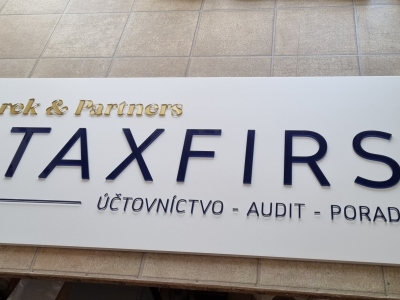 rek & Partners
TAXFIRS
ÚČTOVNÍCTVO - AUDIT - PORAD